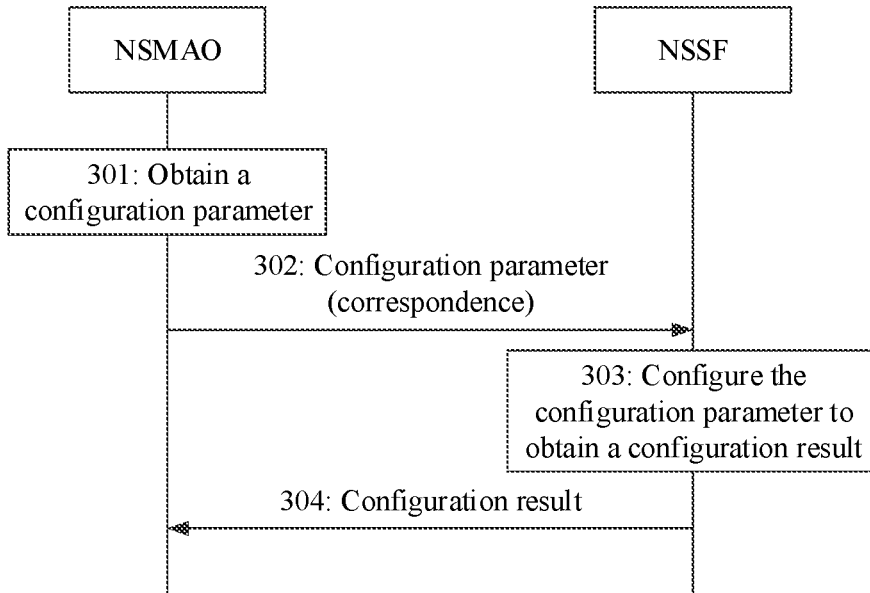 NSMAO
NSSF
301: Obtain a
configuration parameter
302: Configuration parameter
(correspondence)
303: Configure the
configuration parameter to
obtain a configuration result
304: Configuration result